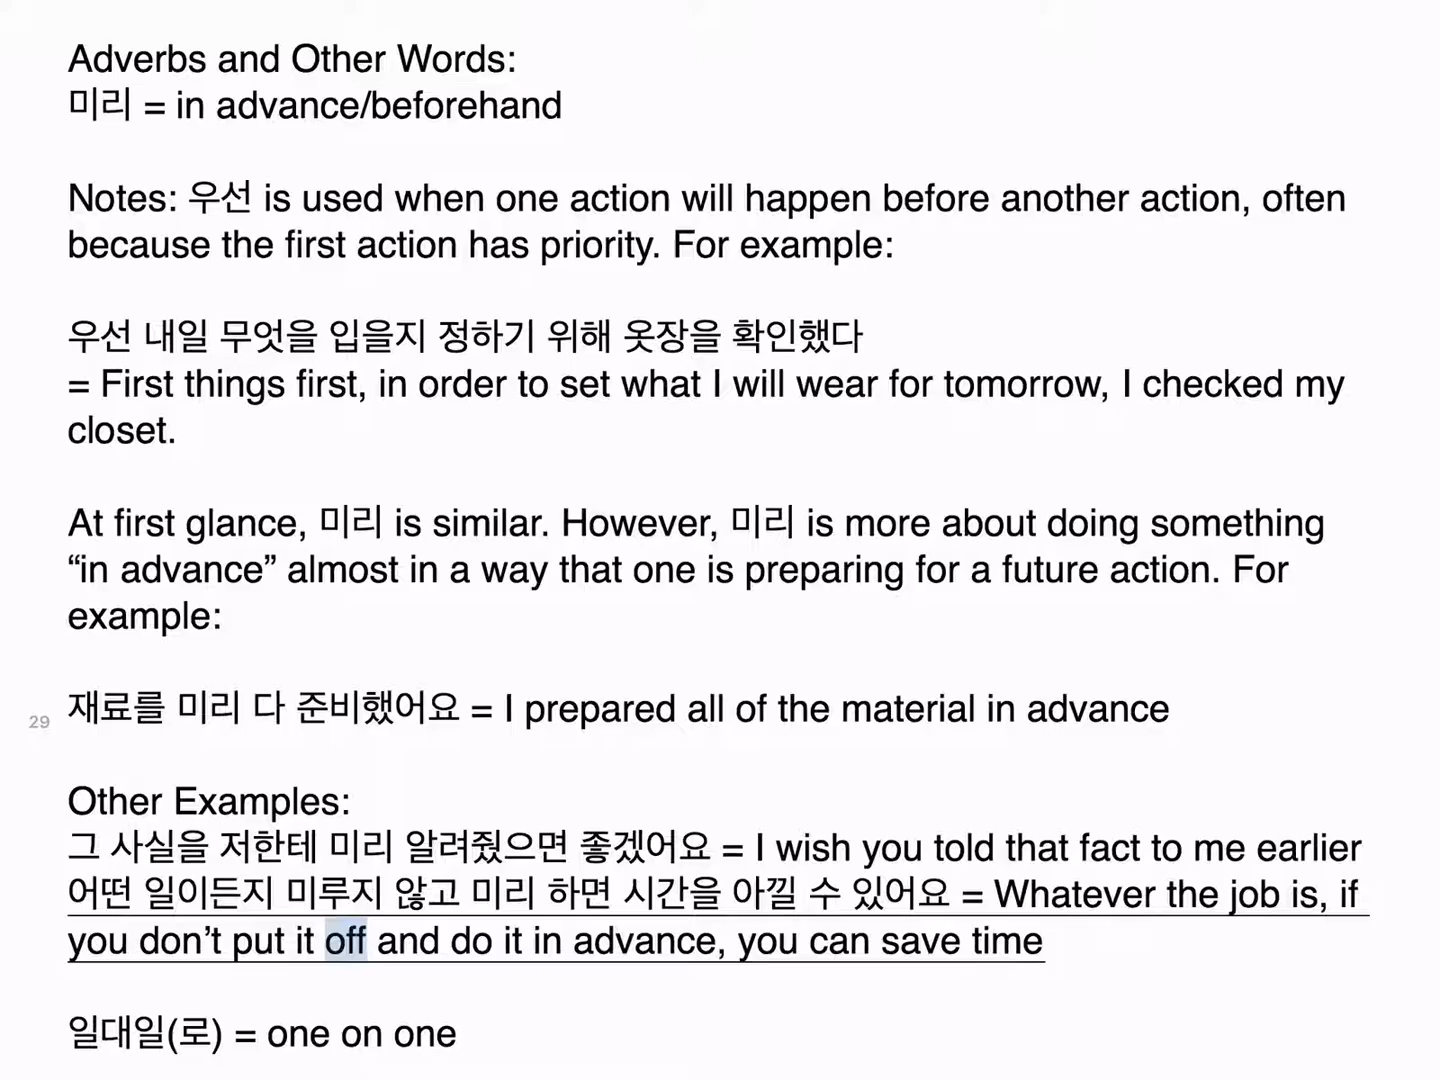 Adverbs and Other Words:
미리 = in advance/beforehand
Notes: 우선 is used when one action will happen before another action, often
because the first action has priority. For example:
우선 내일 무엇을 입을지 정하기 위해 옷장을 확인했다
= First things first, in order to set what I will wear for tomorrow, I checked my
closet.
At first glance, 미리 is similar. However, 미리 is more about doing something
“in advance” almost in a way that one is preparing for a future action. For
example:
29 재료를 미리 다 준비했어요 = I prepared all of the material in advance
Other Examples:
그 사실을 저한테 미리 알려줬으면 좋겠어요 = I wish you told that fact to me earlier
어떤 일이든지 미루지 않고 미리 하면 시간을 아낄 수 있어요 = Whatever the job is, if
you don’t put it off and do it in advance, you can save time
일대일(로) = one on one